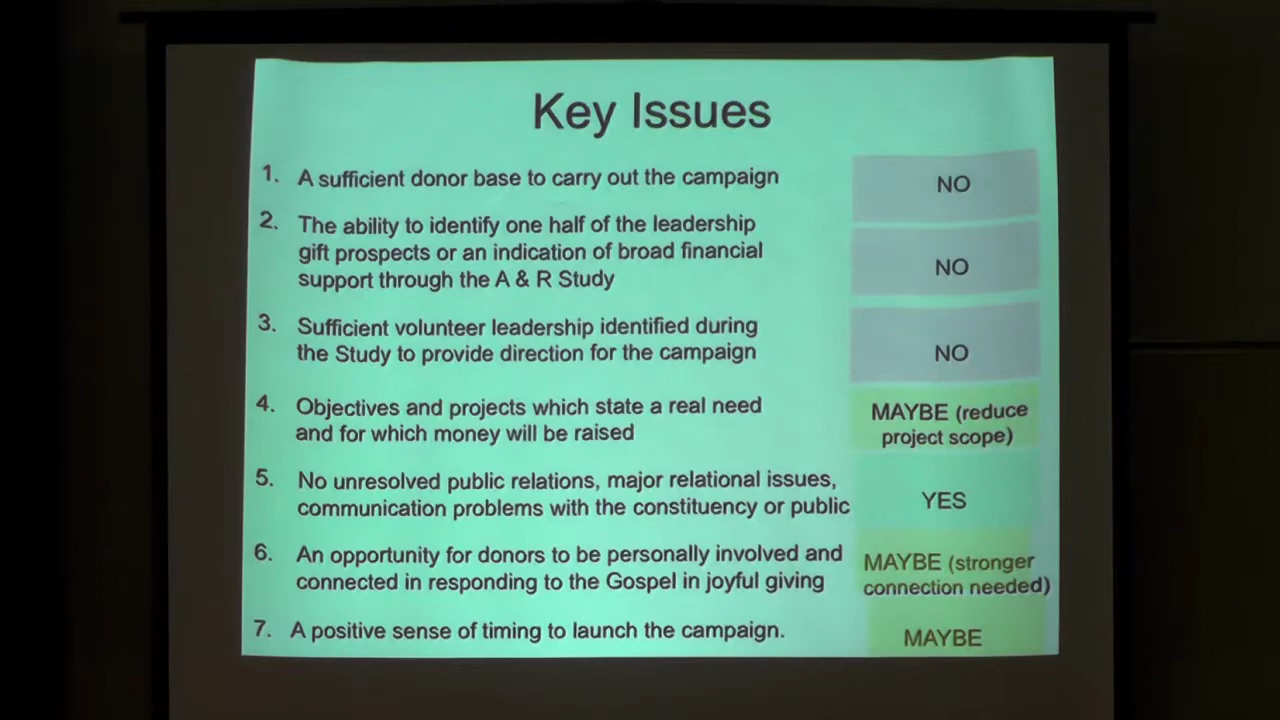 Key Issues
1. A sufficient donor base to carry out the campaign
NO
2. The ability to identify one half of the leadership
gift prospects or an indication of broad financial
support through the A & R Study
NO
3. Sufficient volunteer leadership identified during
the Study to provide direction for the campaign
NO
4. Objectives and projects which state a real need
and for which money will be raised
MAYBE (reduce
project scope)
5. No unresolved public relations, major relational issues,
communication problems with the constituency or public
YES
6. An opportunity for donors to be personally involved and
connected in responding to the Gospel in joyful giving
MAYBE (stronger
connection needed)
7. A positive sense of timing to launch the campaign.
MAYBE